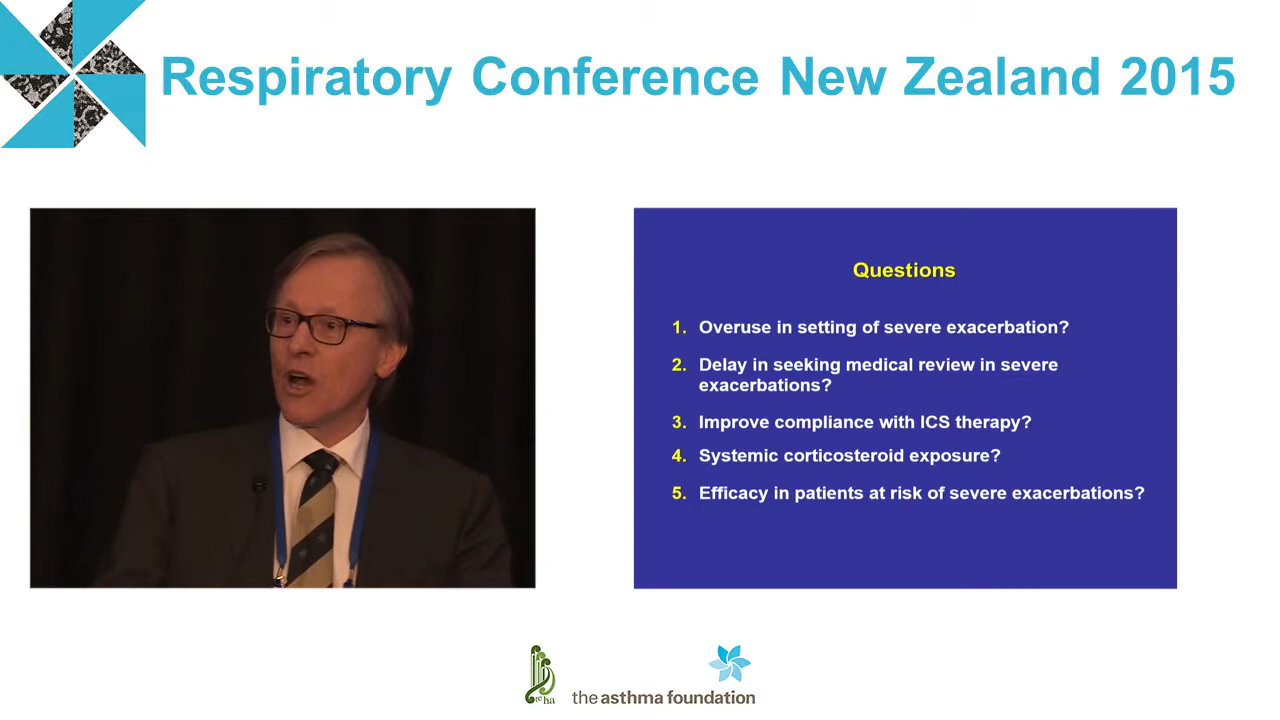 Respiratory Conference New Zealand 2015
Questions
1. Overuse in setting of severe exacerbation?
2. Delay in seeking medical review in severe
exacerbations?
3. Improve compliance with ICS therapy?
4. Systemic corticosteroid exposure?
5. Efficacy in patients at risk of severe exacerbations?
te ha
the asthma foundation